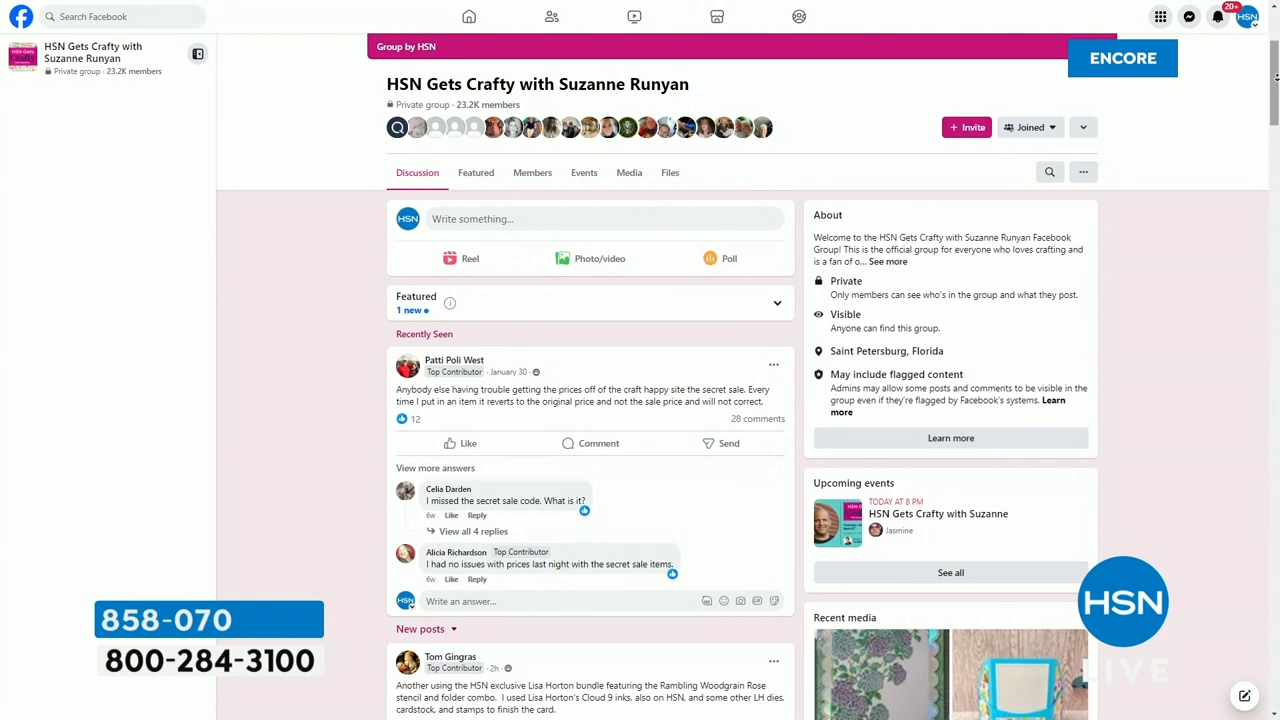 Search Facebook
20+
HSN
HSN Gets Crafty with
Suzanne Runyan
Private group · 23.2K members
Group by HSN
ENCORE
HSN Gets Crafty with Suzanne Runyan
Private group · 23.2K members
+ Invite
Joined
Discussion
Featured
Members
Events
Media
Files
HSN
Write something...
Reel
Photo/video
Poll
Featured
1 new
Recently Seen
Patti Poli West
Top Contributor · January 30 ·
Anybody else having trouble getting the prices off of the craft happy site the secret sale. Every
time I put in an item it reverts to the original price and not the sale price and will not correct.
12
28 comments
Like
Comment
Send
View more answers
Celia Darden
I missed the secret sale code. What is it?
6w Like Reply
View all 4 replies
Alicia Richardson Top Contributor
I had no issues with prices last night with the secret sale items.
6w Like Reply
HSN
Write an answer...
New posts
Tom Gingras
Top Contributor · 2h ·
Another using the HSN exclusive Lisa Horton bundle featuring the Rambling Woodgrain Rose
stencil and folder combo. I used Lisa Horton's Cloud 9 inks, also on HSN, and some other LH dies,
cardstock, and stamps to finish the card.
About
Welcome to the HSN Gets Crafty with Suzanne Runyan Facebook
Group! This is the official group for everyone who loves crafting and
is a fan of o... See more
Private
Only members can see who's in the group and what they post.
Visible
Anyone can find this group.
Saint Petersburg, Florida
May include flagged content
Admins may allow some posts and comments to be visible in the
group even if they're flagged by Facebook's systems. Learn
more
Learn more
Upcoming events
TODAY AT 8 PM
HSN Gets Crafty with Suzanne
Jasmine
See all
Recent media
858-070
800-284-3100
HSN
LIVE